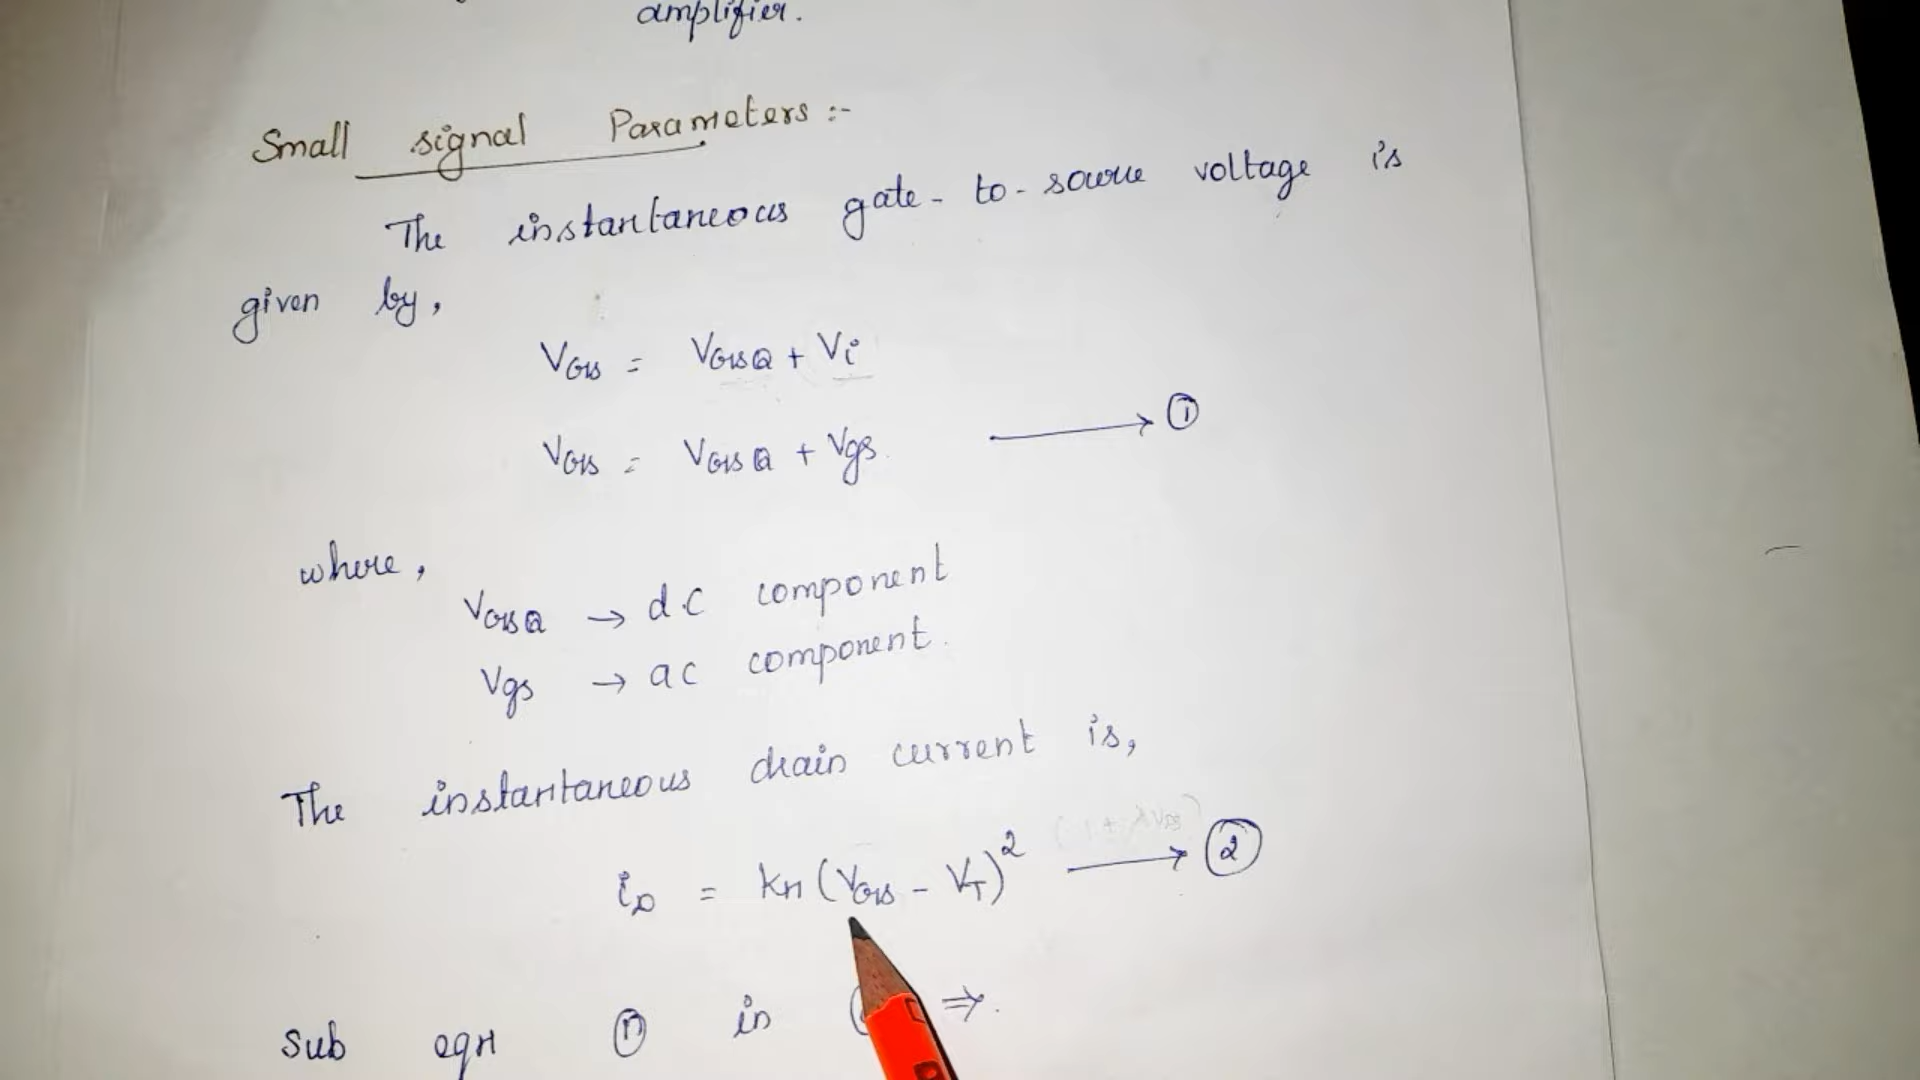 amplifier.
Small signal Parameters :-
The instantaneous gate-to-source voltage is
given by,
VGS = VGSQ + Vi
VGS = VGSQ + Vgs → ①
where,
VGSQ → d.c component
Vgs → ac component.
The instantaneous drain current is,
iD = kn (VGS - VT)² → ②
Sub eqn ① in ⇒.